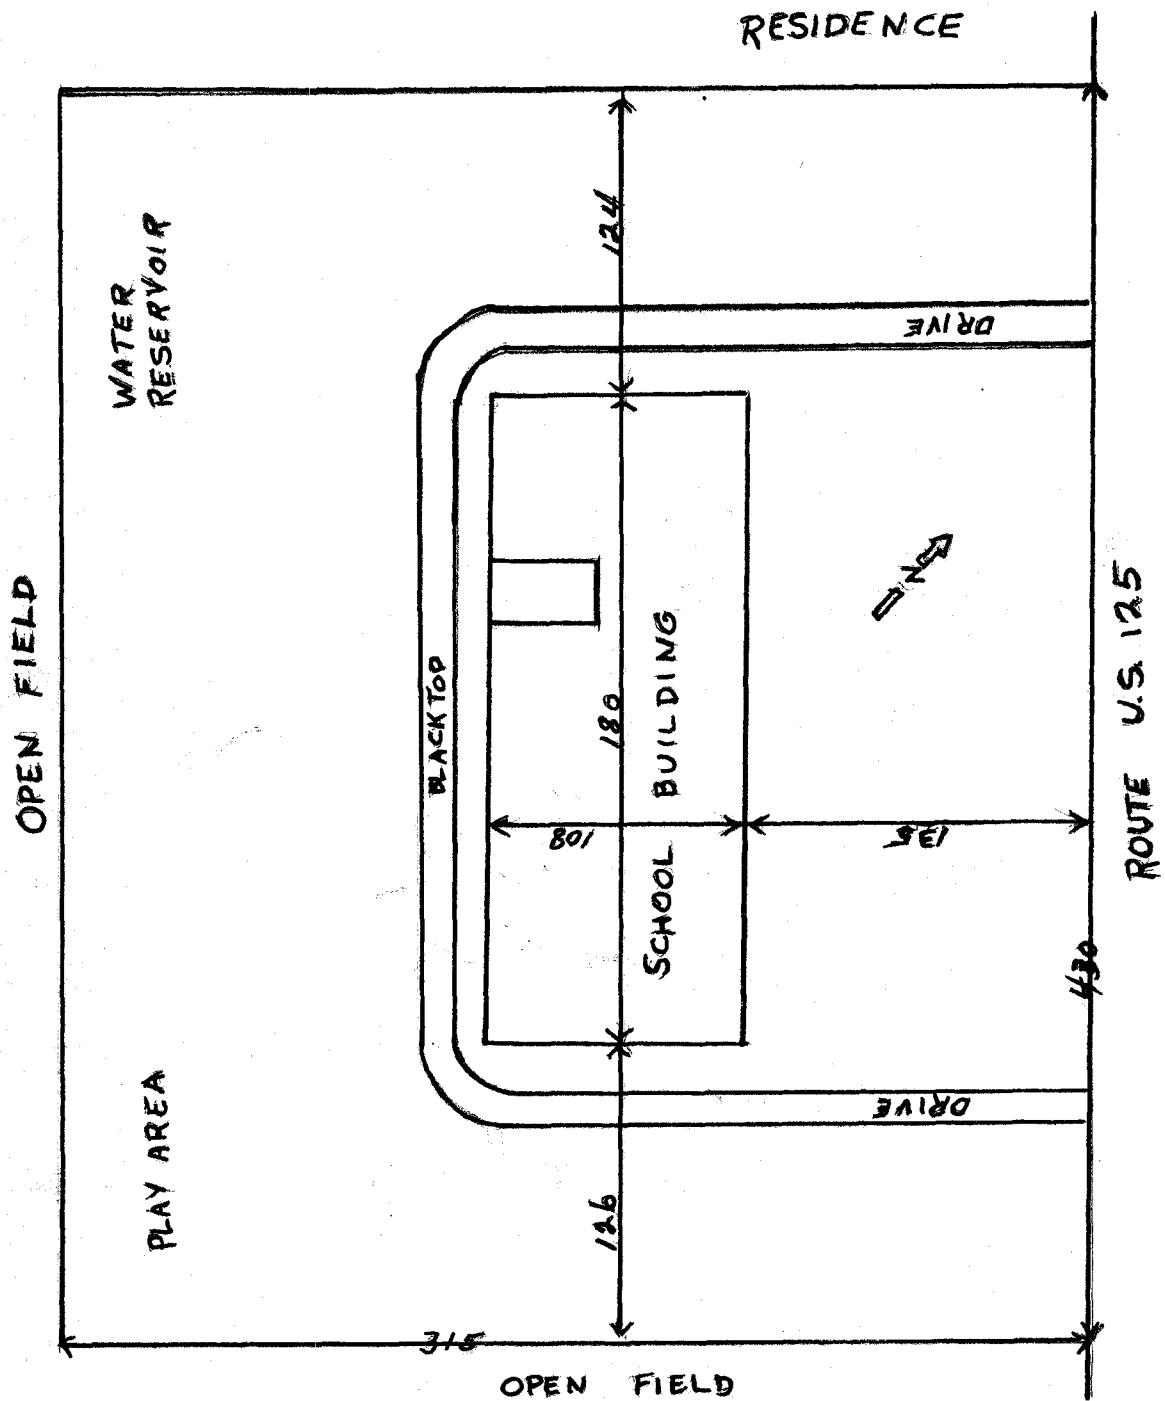 RESIDENCE
124
WATER
RESERVOIR
DRIVE
N
OPEN FIELD
BLACKTOP
180
SCHOOL BUILDING
108
135
ROUTE U.S. 125
430
DRIVE
PLAY AREA
126
315
OPEN FIELD